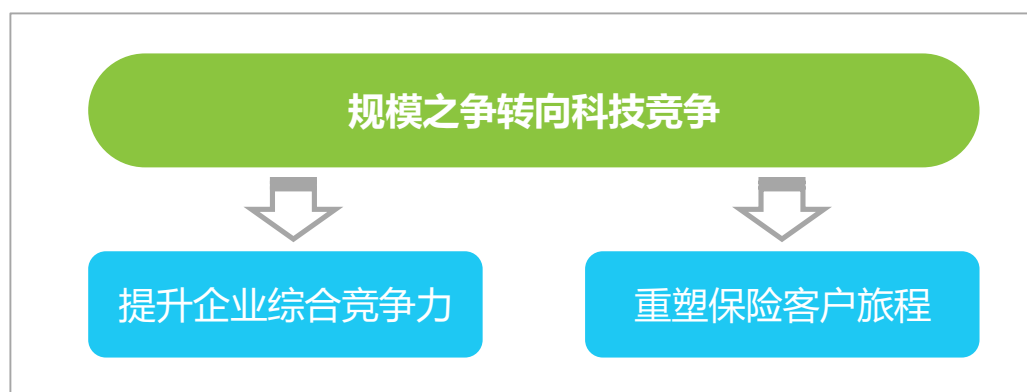 规模之争转向科技竞争
提升企业综合竞争力
重塑保险客户旅程